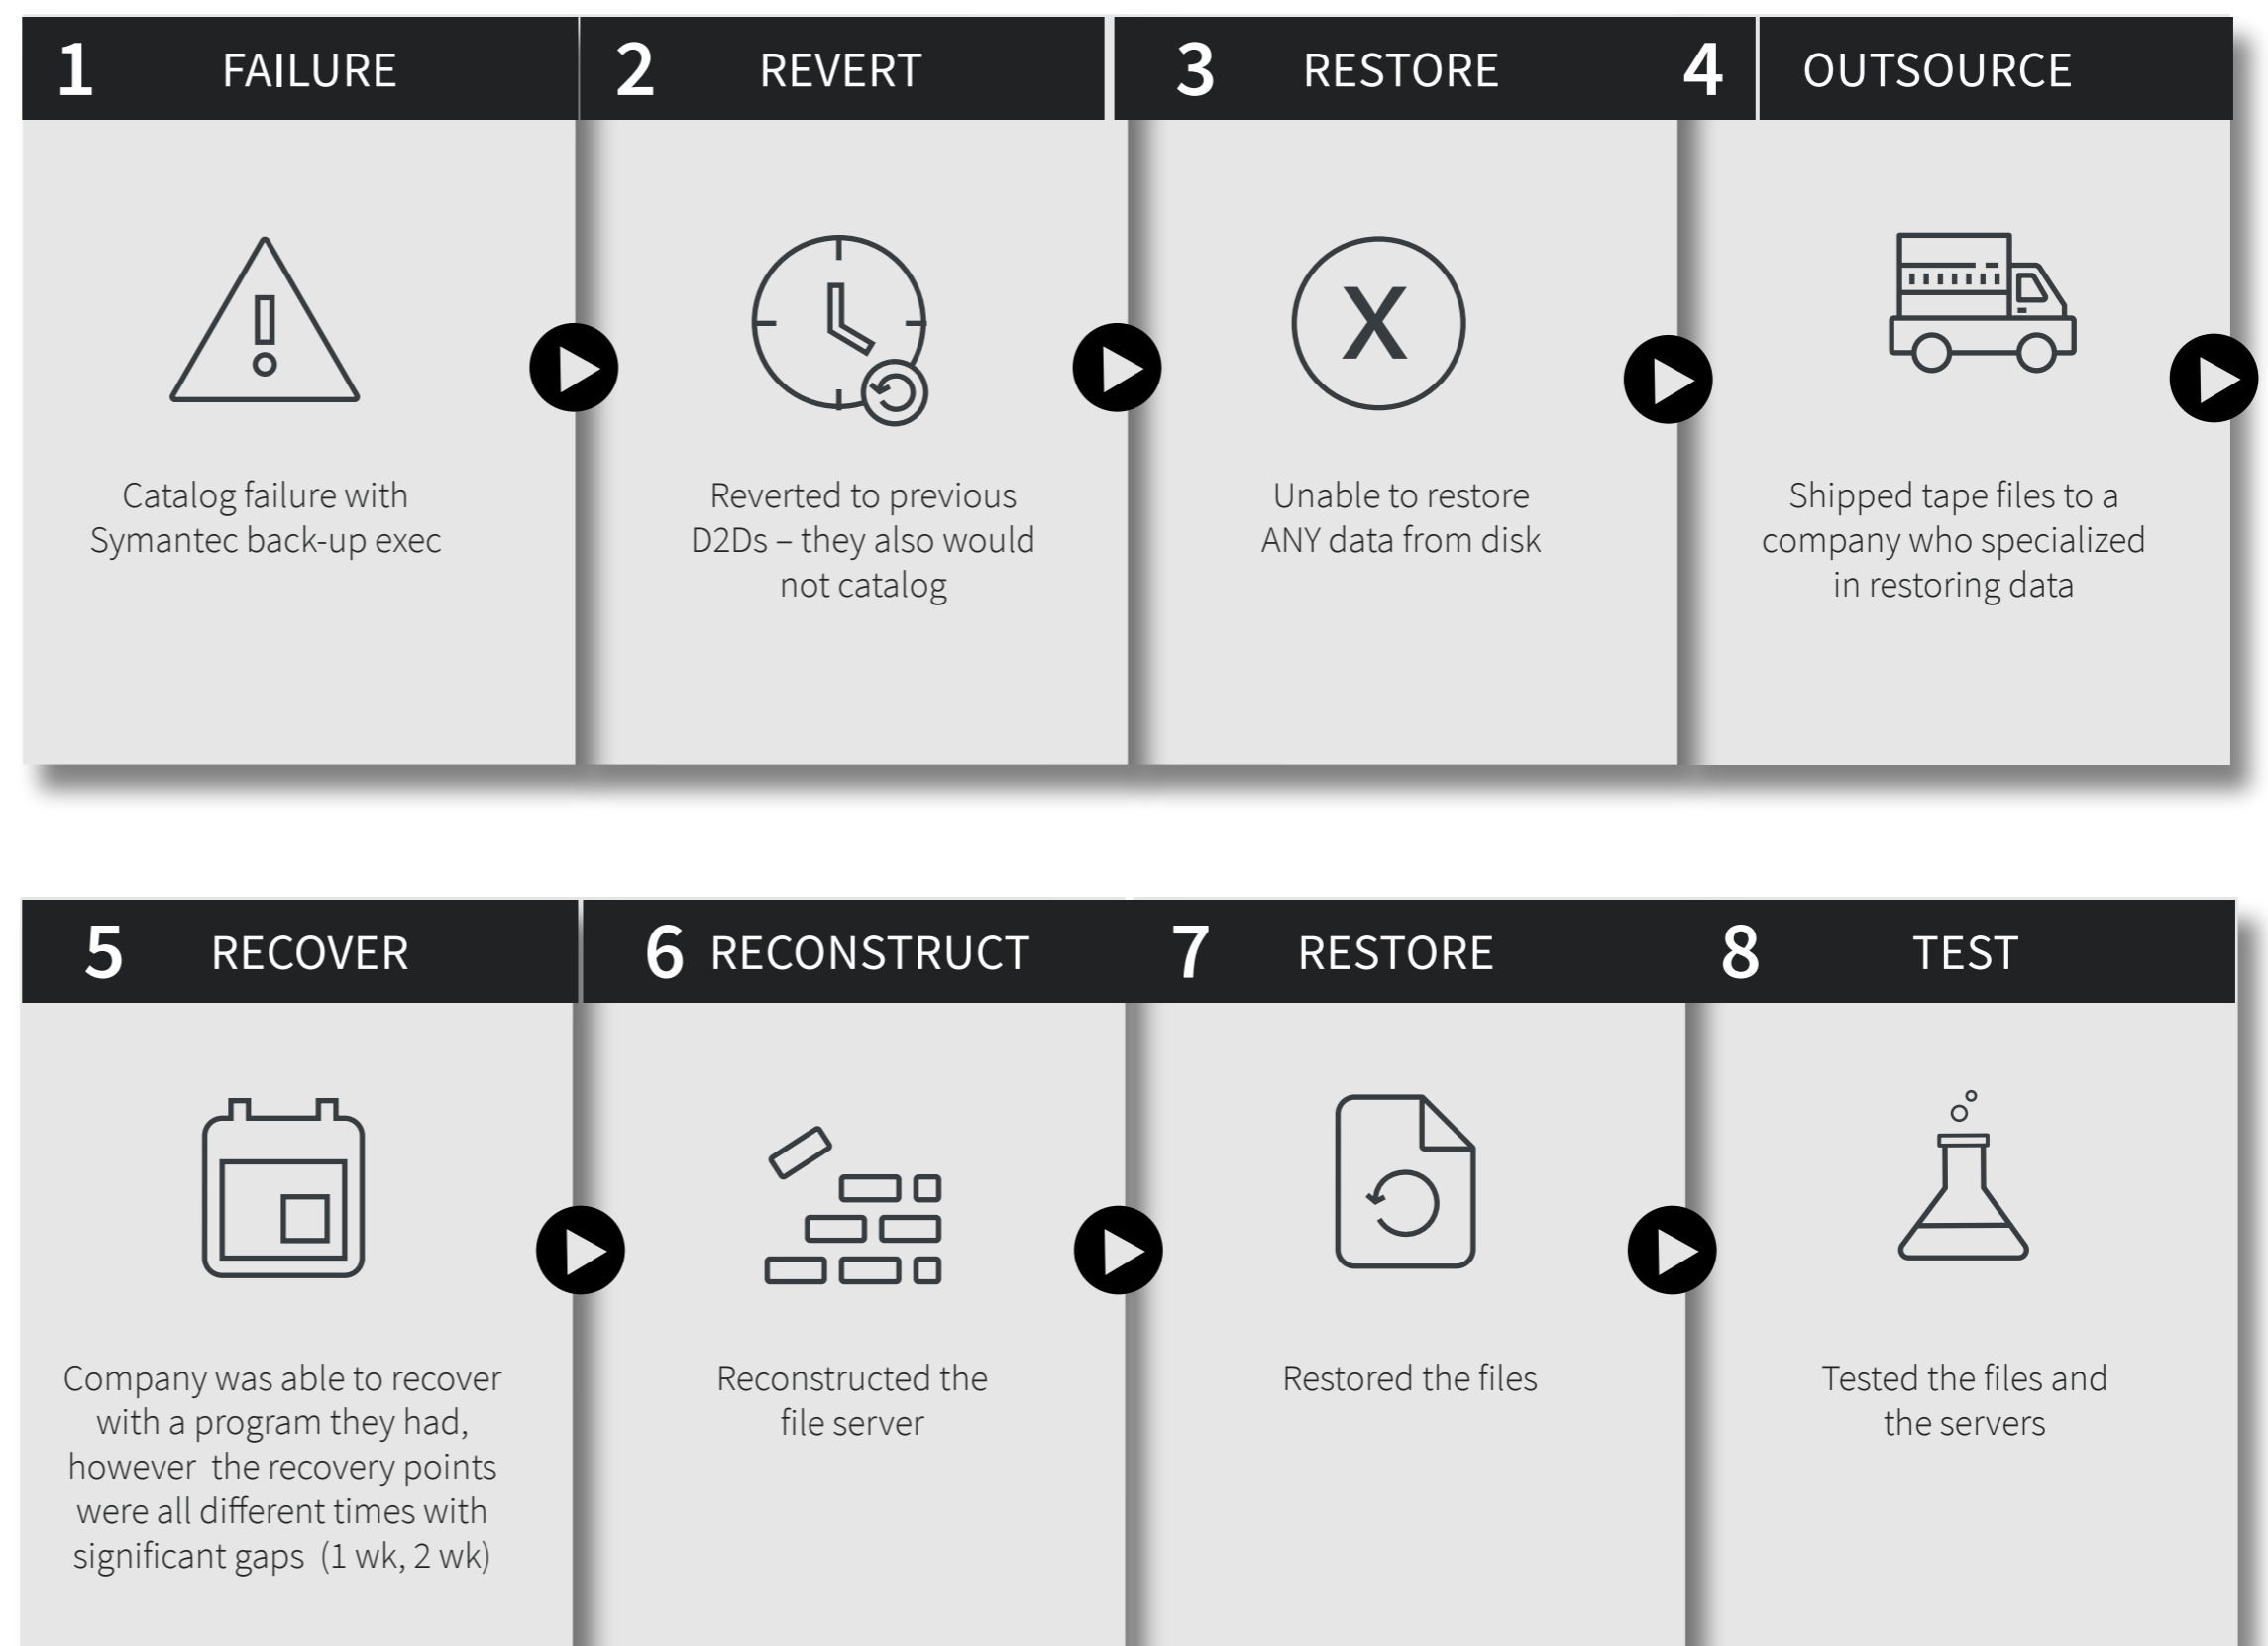 1 FAILURE
2 REVERT
3 RESTORE
4 OUTSOURCE
Catalog failure with
Symantec back-up exec
Reverted to previous
D2Ds – they also would
not catalog
X
Unable to restore
ANY data from disk
Shipped tape files to a
company who specialized
in restoring data
5 RECOVER
6 RECONSTRUCT
7 RESTORE
8 TEST
Company was able to recover
with a program they had,
however the recovery points
were all different times with
significant gaps (1 wk, 2 wk)
Reconstructed the
file server
Restored the files
Tested the files and
the servers